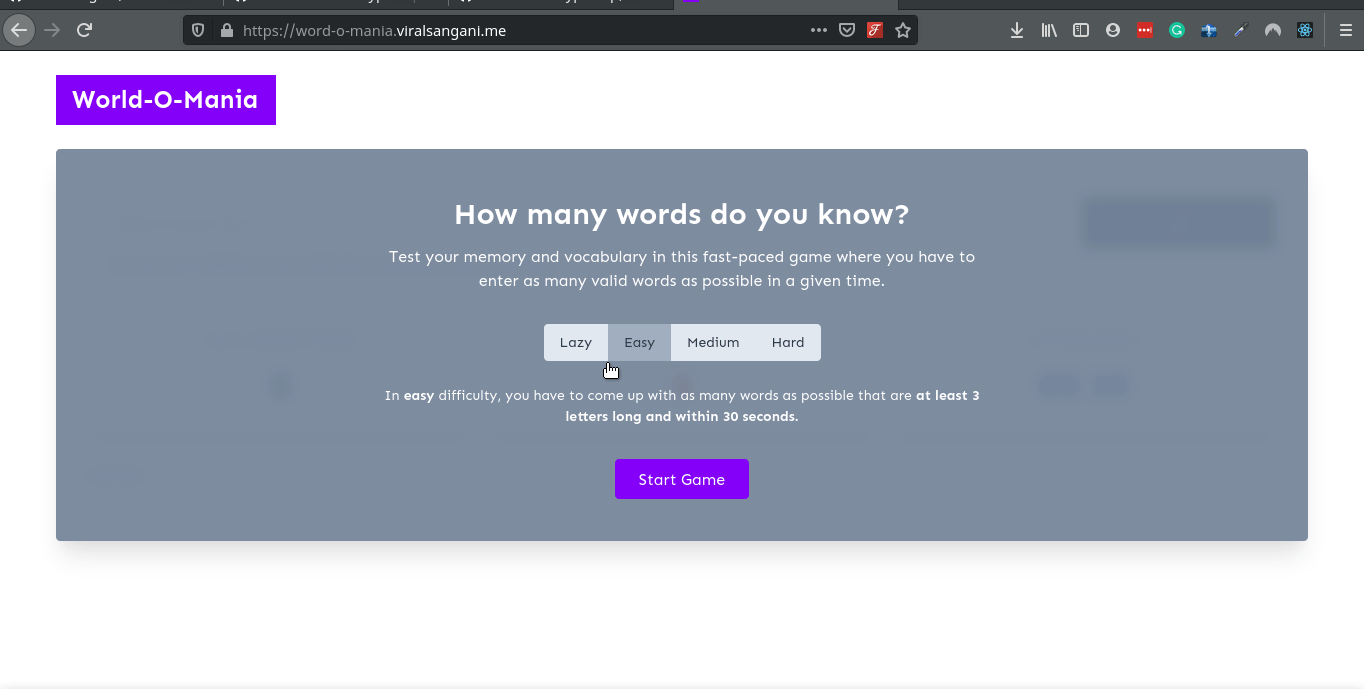 https://word-o-mania.viralsangani.me
World-O-Mania
How many words do you know?
Test your memory and vocabulary in this fast-paced game where you have to
enter as many valid words as possible in a given time.
Lazy Easy Medium Hard
In easy difficulty, you have to come up with as many words as possible that are at least 3
letters long and within 30 seconds.
Start Game